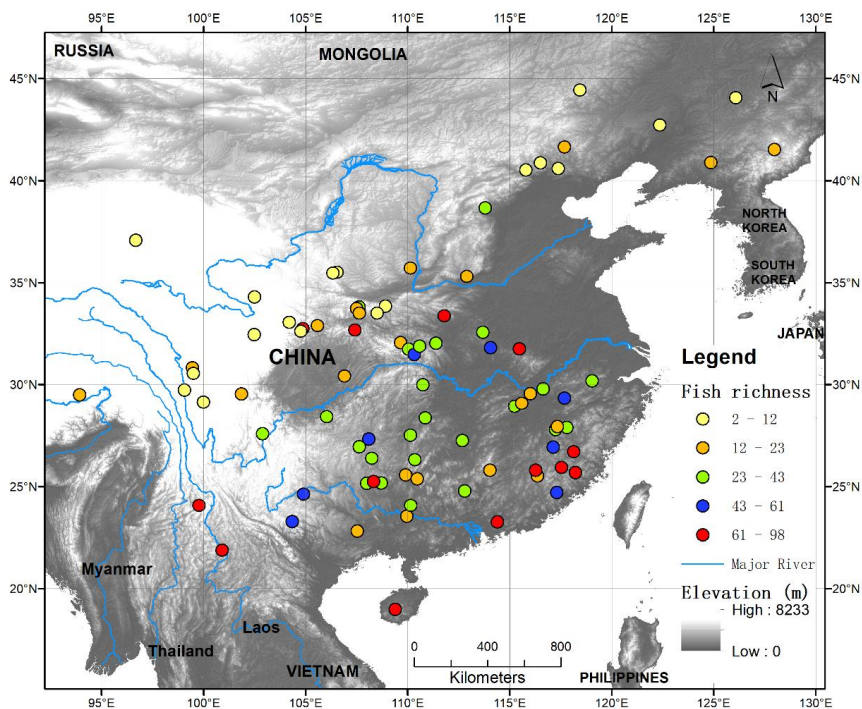 95°E 100°E 105°E 110°E 115°E 120°E 125°E 130°E
RUSSIA
MONGOLIA
N
45°N 45°N
40°N 40°N
NORTH
KOREA
35°N 35°N
SOUTH
KOREA
JAPAN
CHINA
30°N 30°N
25°N 25°N
20°N 20°N
Myanmar
Laos
Thailand
VIETNAM
PHILIPPINES
0 400 800
Kilometers
Legend
Fish richness
2 - 12
12 - 23
23 - 43
43 - 61
61 - 98
Major River
Elevation (m)
High : 8233
Low : 0
95°E 100°E 105°E 110°E 115°E 120°E 125°E 130°E